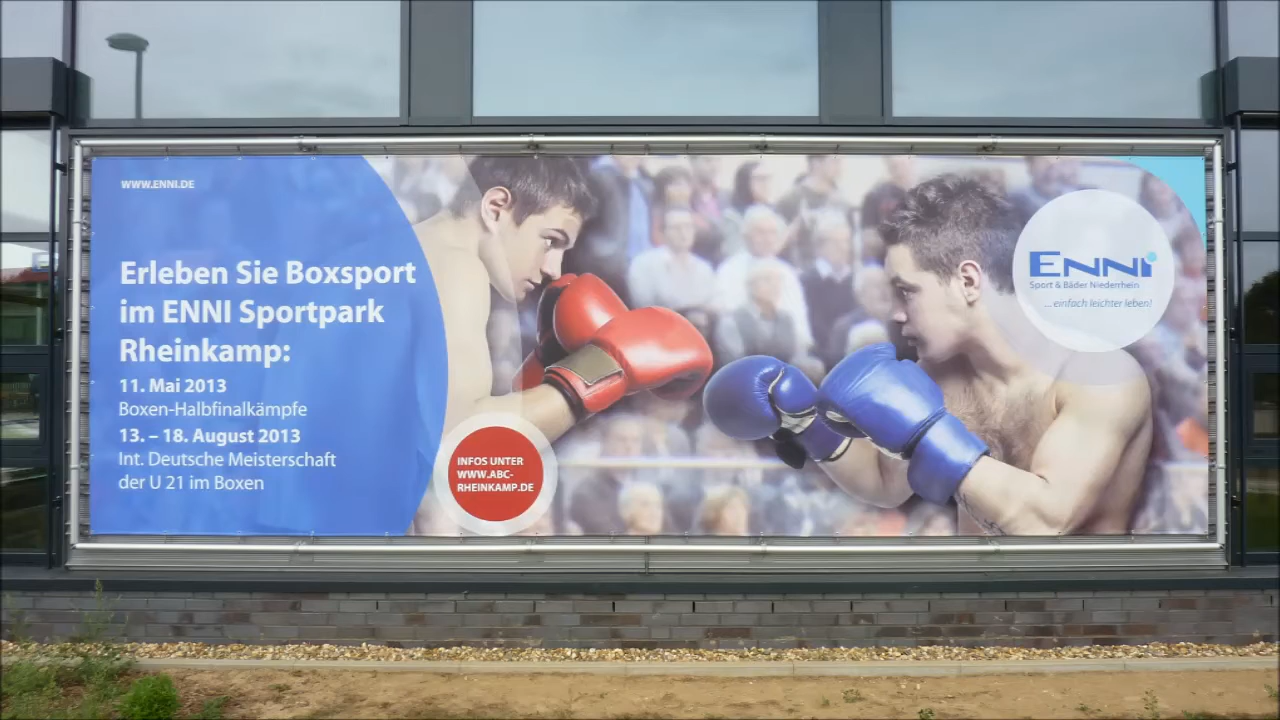 WWW.ENNI.DE
Erleben Sie Boxsport
im ENNI Sportpark
Rheinkamp:
11. Mai 2013
Boxen-Halbfinalkämpfe
13. – 18. August 2013
Int. Deutsche Meisterschaft
der U 21 im Boxen
INFOS UNTER
WWW.ABC-
RHEINKAMP.DE
ENNI
Sport & Bäder Niederrhein
...einfach leichter leben!